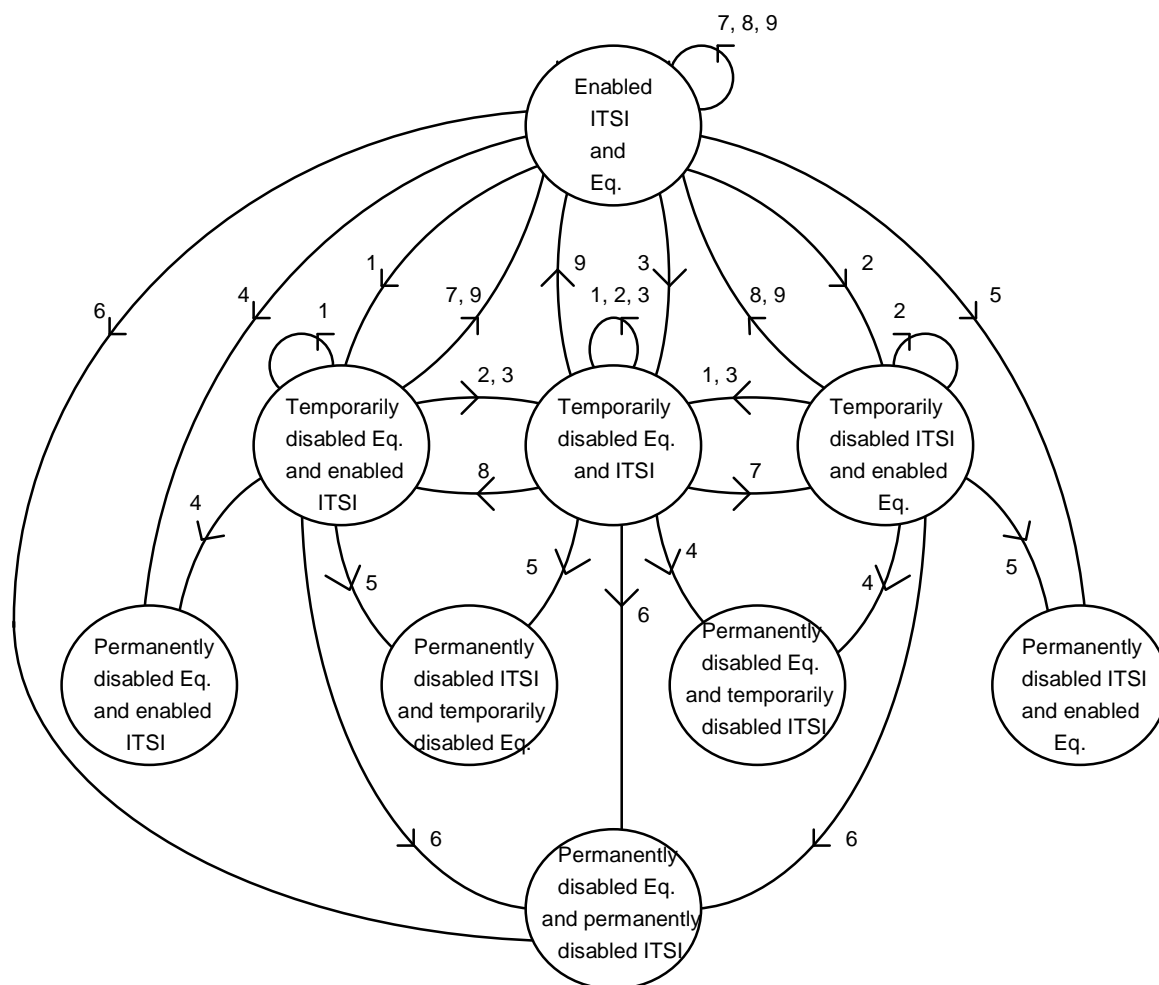 7, 8, 9
Enabled
ITSI
and
Eq.
6
4
1
7, 9
9
3
1, 2, 3
8, 9
2
5
1
2
2, 3
1, 3
Temporarily
disabled Eq.
and enabled
ITSI
Temporarily
disabled Eq.
and ITSI
Temporarily
disabled ITSI
and enabled
Eq.
8
7
4
5
5
4
4
5
6
Permanently
disabled Eq.
and enabled
ITSI
Permanently
disabled ITSI
and temporarily
disabled Eq.
Permanently
disabled Eq.
and temporarily
disabled ITSI
Permanently
disabled ITSI
and enabled
Eq.
6
6
Permanently
disabled Eq.
and permanently
disabled ITSI